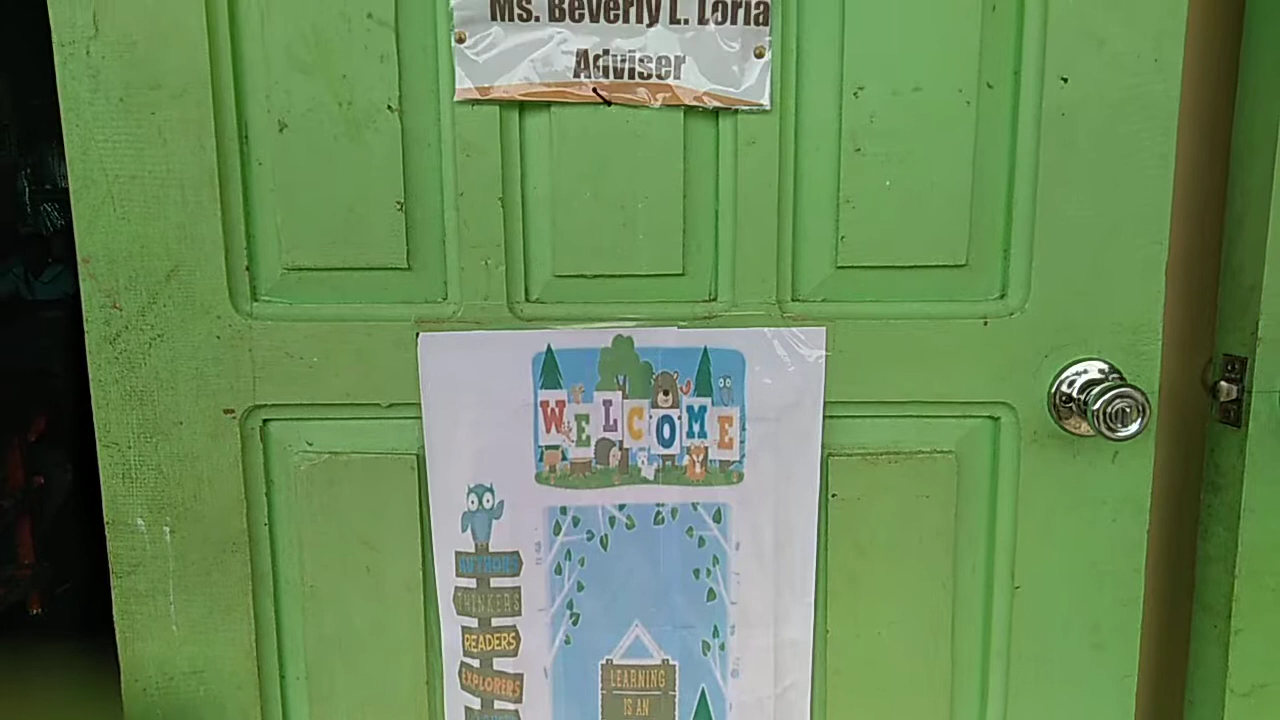 Ms. Beverly L. Loria
Adviser
WELCOME
AUTHORS
THINKERS
READERS
EXPLORERS
LEARNING
IS AN